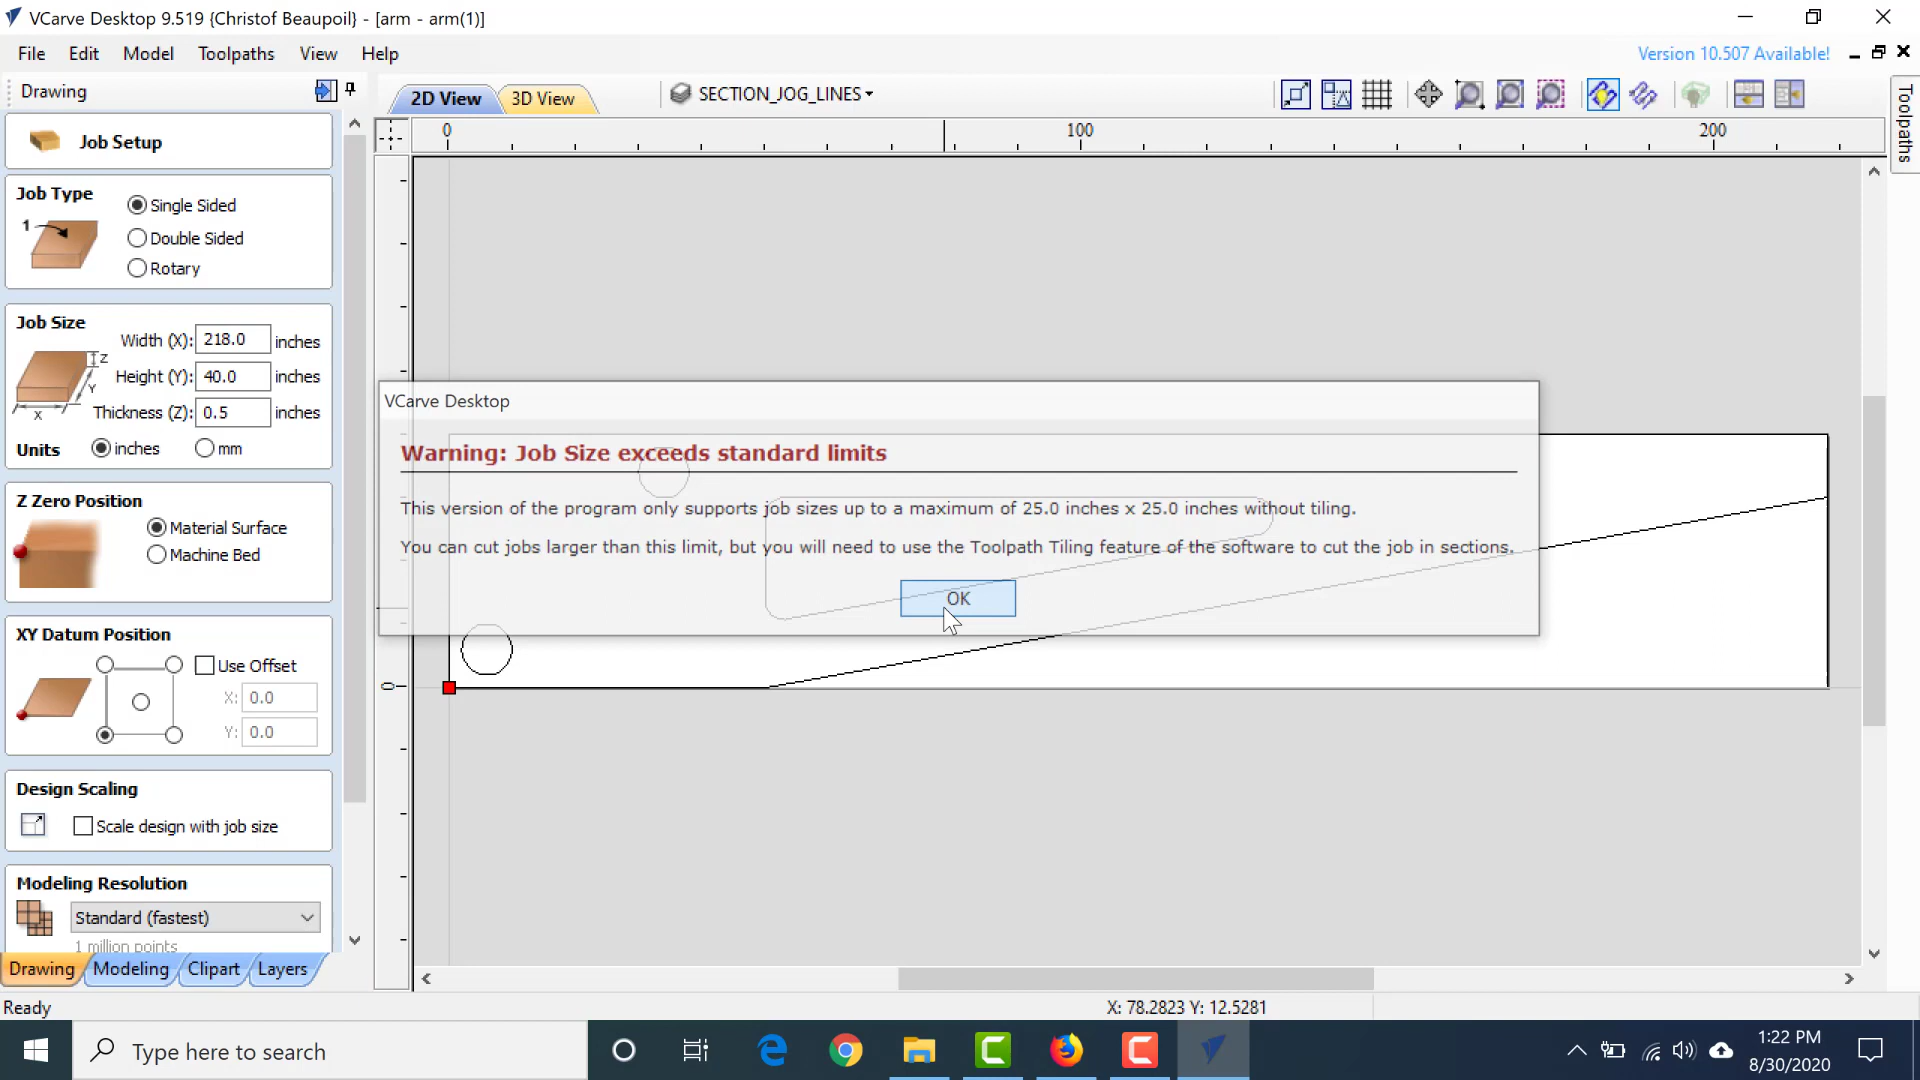 VCarve Desktop 9.519 {Christof Beaupoil} - [arm - arm(1)]
File Edit Model Toolpaths View Help
Version 10.507 Available!
Drawing
2D View
3D View
SECTION_JOG_LINES
Toolpaths
0
100
200
0
Job Setup
Job Type
1
Single Sided
Double Sided
Rotary
Job Size
Z
Y
X
Width (X): 218.0 inches
Height (Y): 40.0 inches
Thickness (Z): 0.5 inches
Units inches mm
Z Zero Position
Material Surface
Machine Bed
XY Datum Position
Use Offset
X: 0.0
Y: 0.0
Design Scaling
Scale design with job size
Modeling Resolution
Standard (fastest)
1 million points
Drawing Modeling Clipart Layers
VCarve Desktop
Warning: Job Size exceeds standard limits
This version of the program only supports job sizes up to a maximum of 25.0 inches x 25.0 inches without tiling.
You can cut jobs larger than this limit, but you will need to use the Toolpath Tiling feature of the software to cut the job in sections.
OK
Ready
X: 78.2823 Y: 12.5281
Type here to search
1:22 PM
8/30/2020